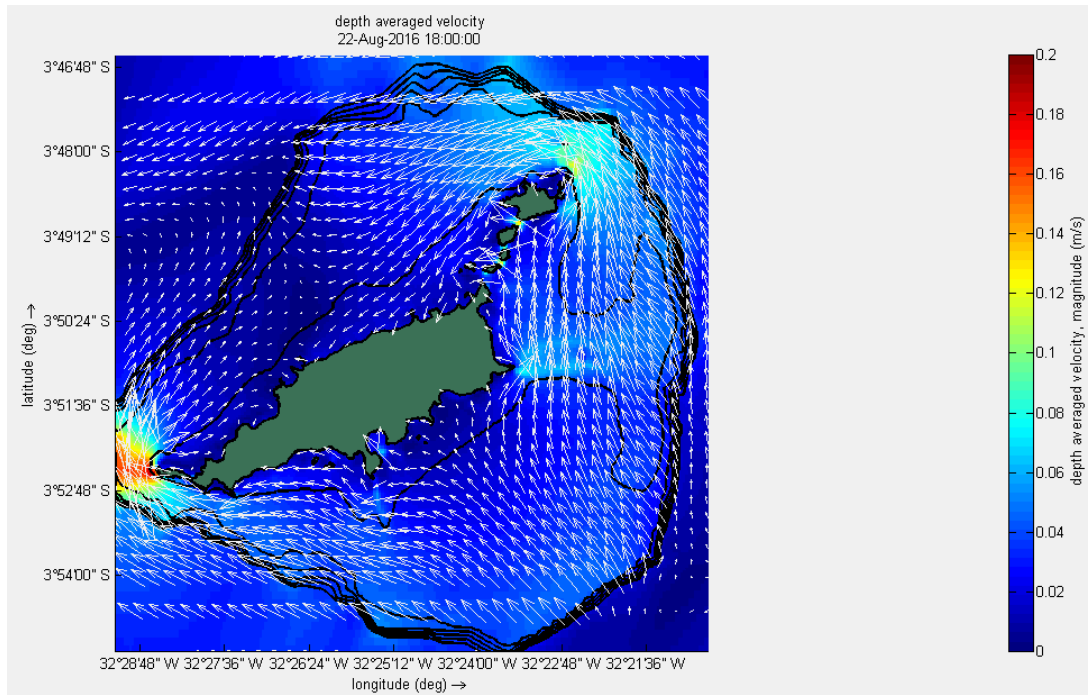 depth averaged velocity
22-Aug-2016 18:00:00
3°46'48" S
3°48'00" S
3°49'12" S
3°50'24" S
3°51'36" S
3°52'48" S
3°54'00" S
latitude (deg) →
32°28'48" W 32°27'36" W 32°26'24" W 32°25'12" W 32°24'00" W 32°22'48" W 32°21'36" W
longitude (deg) →
0.2
0.18
0.16
0.14
0.12
0.1
0.08
0.06
0.04
0.02
0
depth averaged velocity, magnitude (m/s)